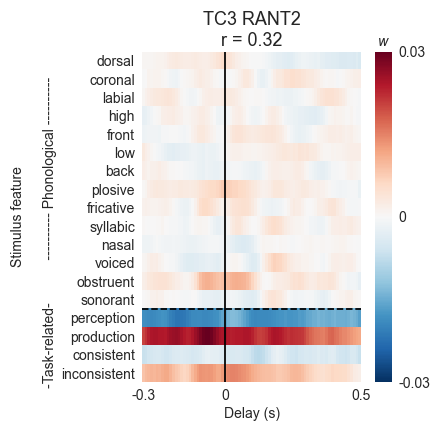 TC3 RANT2
r = 0.32
w
dorsal
coronal
labial
high
front
low
back
plosive
fricative
syllabic
nasal
voiced
obstruent
sonorant
perception
production
consistent
inconsistent
Stimulus feature
---------- Phonological ----------
-Task-related-
-0.3 0 0.5
Delay (s)
0.03
0
-0.03